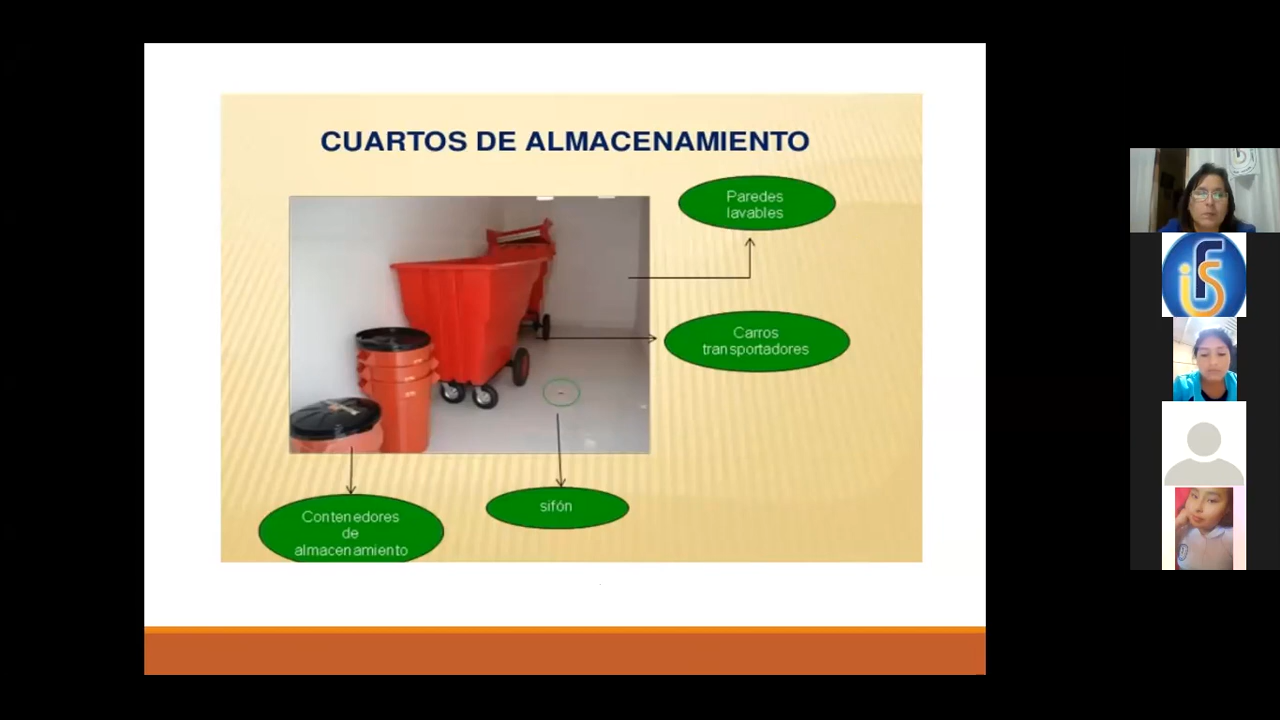 CUARTOS DE ALMACENAMIENTO
Paredes
lavables
Carros
transportadores
sifón
Contenedores
de
almacenamiento